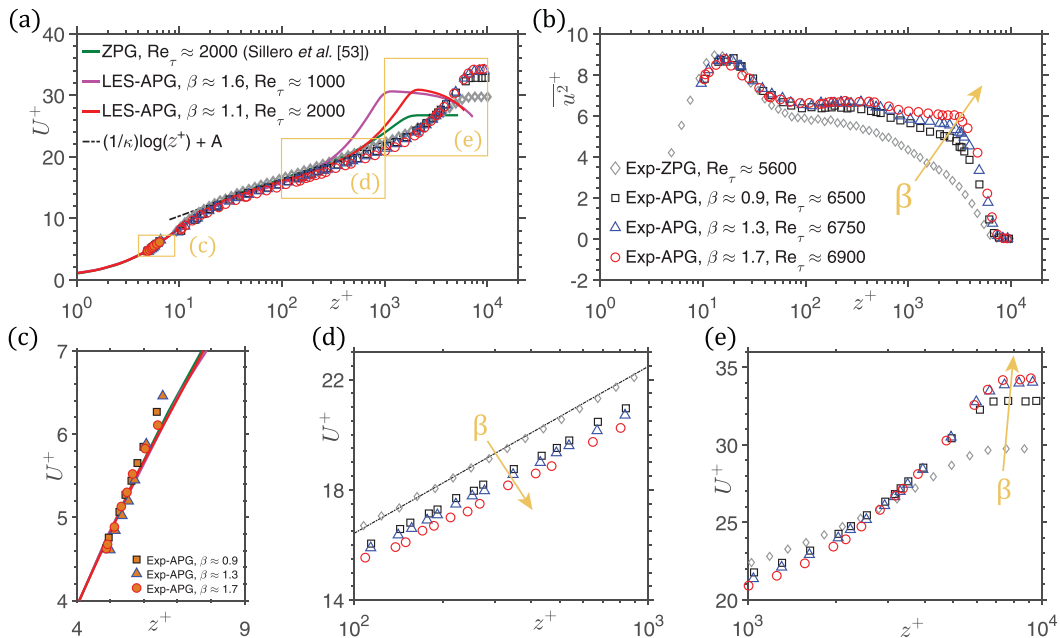 (a)
40
30
20
10
0
U⁺
ZPG, Re_τ ≈ 2000 (Sillero et al. [53])
LES-APG, β ≈ 1.6, Re_τ ≈ 1000
LES-APG, β ≈ 1.1, Re_τ ≈ 2000
(1/κ)log(z⁺) + A
(c)
(d)
(e)
10⁰ 10¹ 10² 10³ 10⁴
z⁺
(b)
10
8
6
4
2
0
-2
u²⁺
Exp-ZPG, Re_τ ≈ 5600
Exp-APG, β ≈ 0.9, Re_τ ≈ 6500
Exp-APG, β ≈ 1.3, Re_τ ≈ 6750
Exp-APG, β ≈ 1.7, Re_τ ≈ 6900
β
10⁰ 10¹ 10² 10³ 10⁴
z⁺
(c)
7
6
5
4
U⁺
Exp-APG, β ≈ 0.9
Exp-APG, β ≈ 1.3
Exp-APG, β ≈ 1.7
4 9
z⁺
(d)
22
18
14
U⁺
β
10² 10³
z⁺
(e)
35
30
25
20
U⁺
β
10³ 10⁴
z⁺